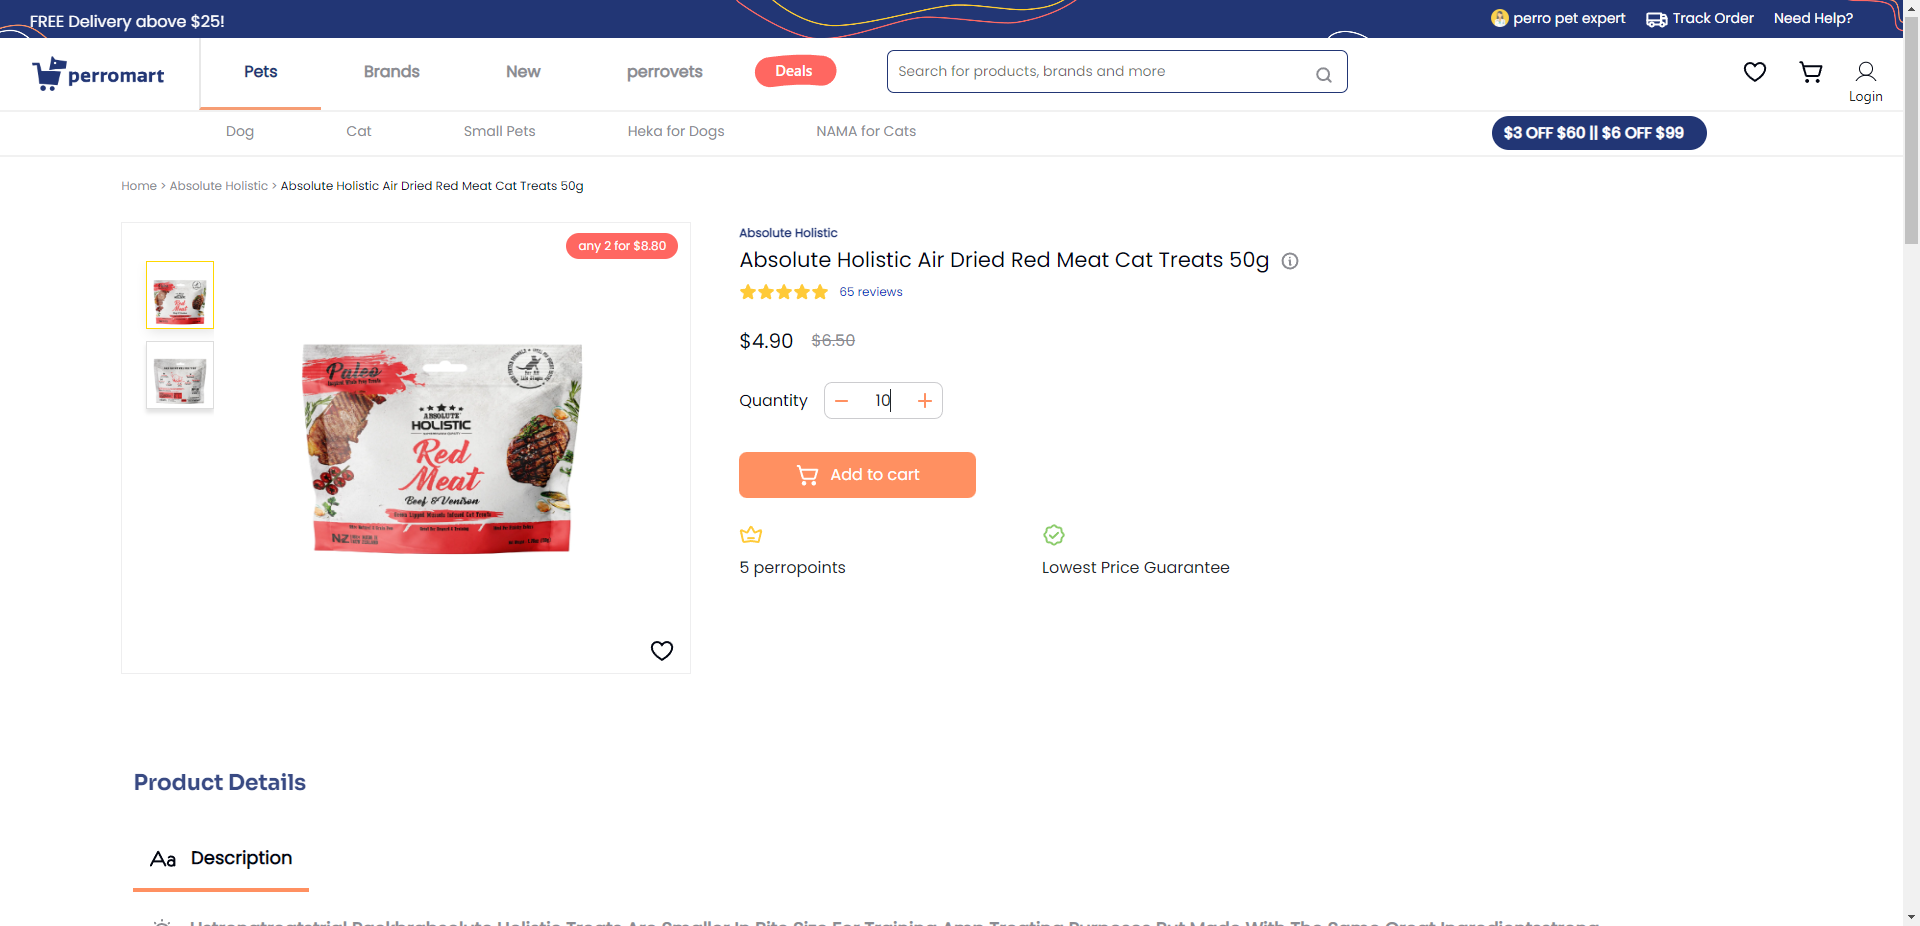 FREE Delivery above $25!
perro pet expert
Track Order
Need Help?
perromart
Pets
Brands
New
perrovets
Deals
Search for products, brands and more
Login
Dog
Cat
Small Pets
Heka for Dogs
NAMA for Cats
$3 OFF $60 || $6 OFF $99
Home > Absolute Holistic > Absolute Holistic Air Dried Red Meat Cat Treats 50g
any 2 for $8.80
Paleo
ABSOLUTE
HOLISTIC
Red
Meat
Beef & Venison
NZ
Absolute Holistic
Absolute Holistic Air Dried Red Meat Cat Treats 50g
65 reviews
$4.90 $6.50
Quantity
10
Add to cart
5 perropoints
Lowest Price Guarantee
Product Details
Aa Description